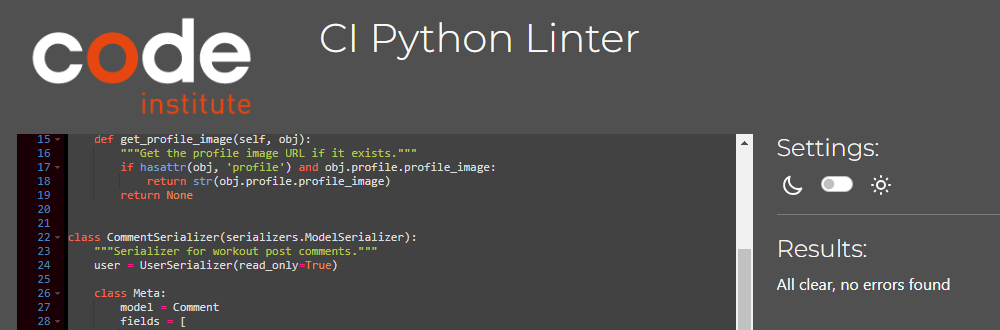 code
institute
CI Python Linter
15 def get_profile_image(self, obj):
16 """Get the profile image URL if it exists."""
17 if hasattr(obj, 'profile') and obj.profile.profile_image:
18 return str(obj.profile.profile_image)
19 return None
20
21
22 class CommentSerializer(serializers.ModelSerializer):
23 """Serializer for workout post comments."""
24 user = UserSerializer(read_only=True)
25
26 class Meta:
27 model = Comment
28 fields = [
Settings:
Results:
All clear, no errors found